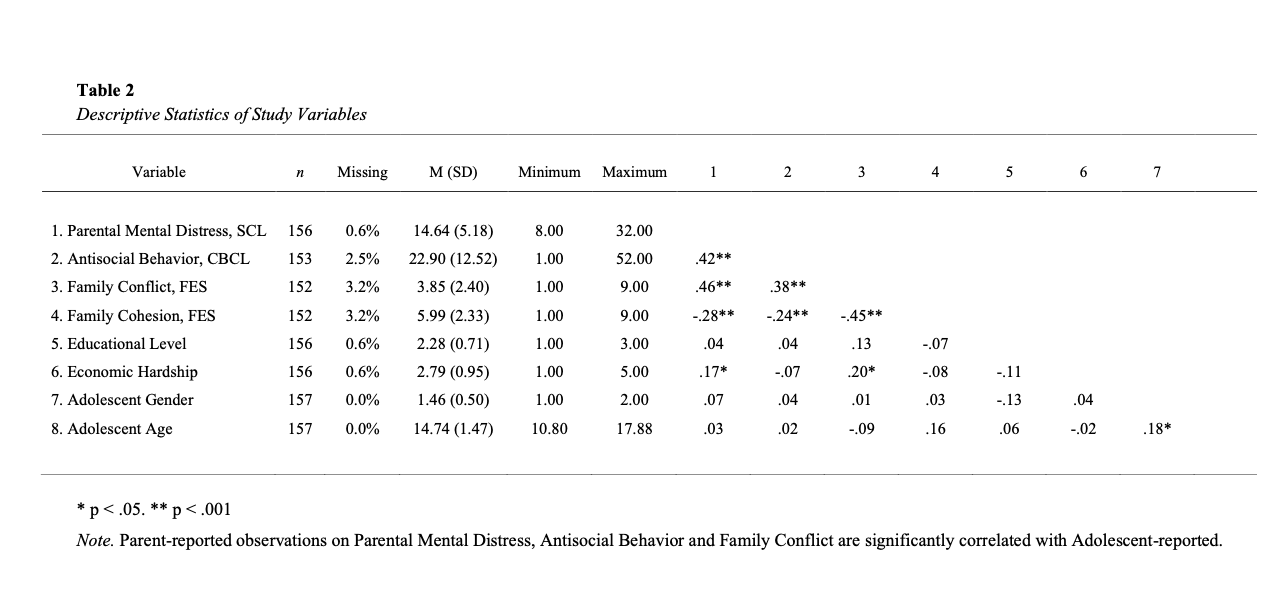 Table 2
Descriptive Statistics of Study Variables
Variable n Missing M (SD) Minimum Maximum 1 2 3 4 5 6 7
1. Parental Mental Distress, SCL 156 0.6% 14.64 (5.18) 8.00 32.00
2. Antisocial Behavior, CBCL 153 2.5% 22.90 (12.52) 1.00 52.00 .42**
3. Family Conflict, FES 152 3.2% 3.85 (2.40) 1.00 9.00 .46** .38**
4. Family Cohesion, FES 152 3.2% 5.99 (2.33) 1.00 9.00 -.28** -.24** -.45**
5. Educational Level 156 0.6% 2.28 (0.71) 1.00 3.00 .04 .04 .13 -.07
6. Economic Hardship 156 0.6% 2.79 (0.95) 1.00 5.00 .17* -.07 .20* -.08 -.11
7. Adolescent Gender 157 0.0% 1.46 (0.50) 1.00 2.00 .07 .04 .01 .03 -.13 .04
8. Adolescent Age 157 0.0% 14.74 (1.47) 10.80 17.88 .03 .02 -.09 .16 .06 -.02 .18*
* p < .05. ** p < .001
Note. Parent-reported observations on Parental Mental Distress, Antisocial Behavior and Family Conflict are significantly correlated with Adolescent-reported.